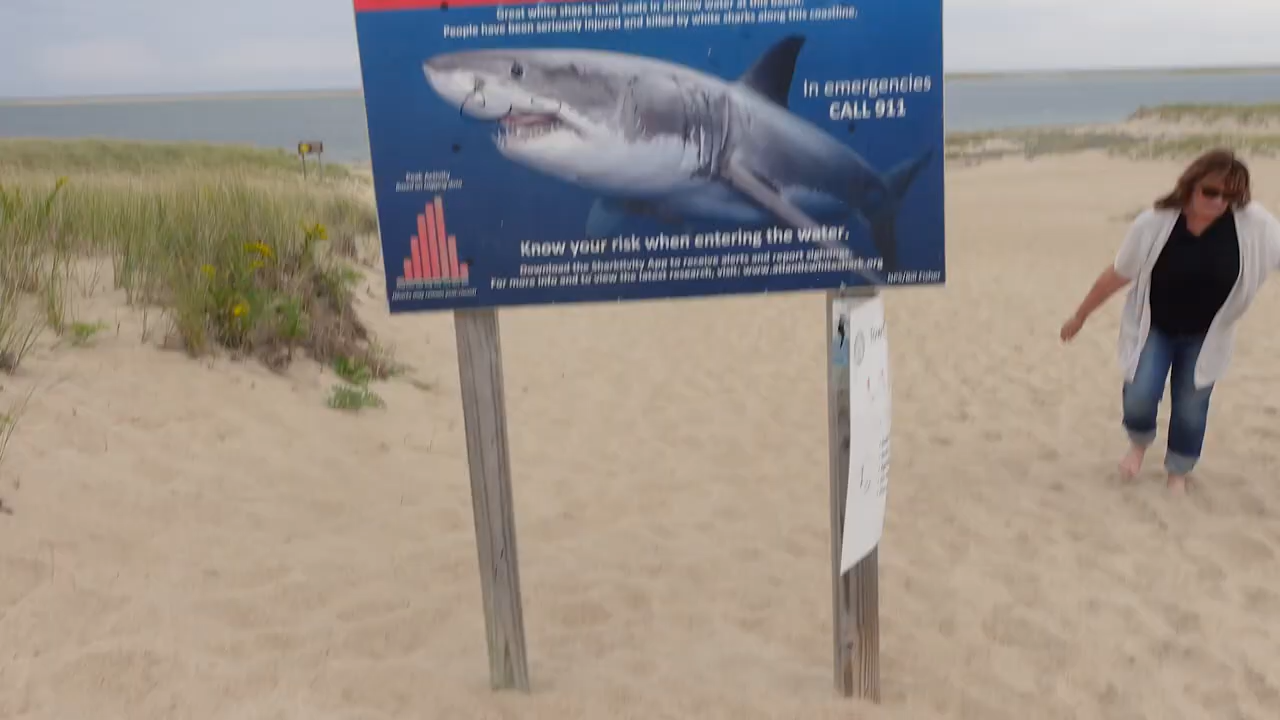 Great white sharks hunt seals in shallow water at this beach.
People have been seriously injured and killed by white sharks along this coastline.
In emergencies
CALL 911
Peak Activity
Know your risk when entering the water.
Download the Sharktivity App to receive alerts and report sightings.
For more info and to view the latest research, visit: www.